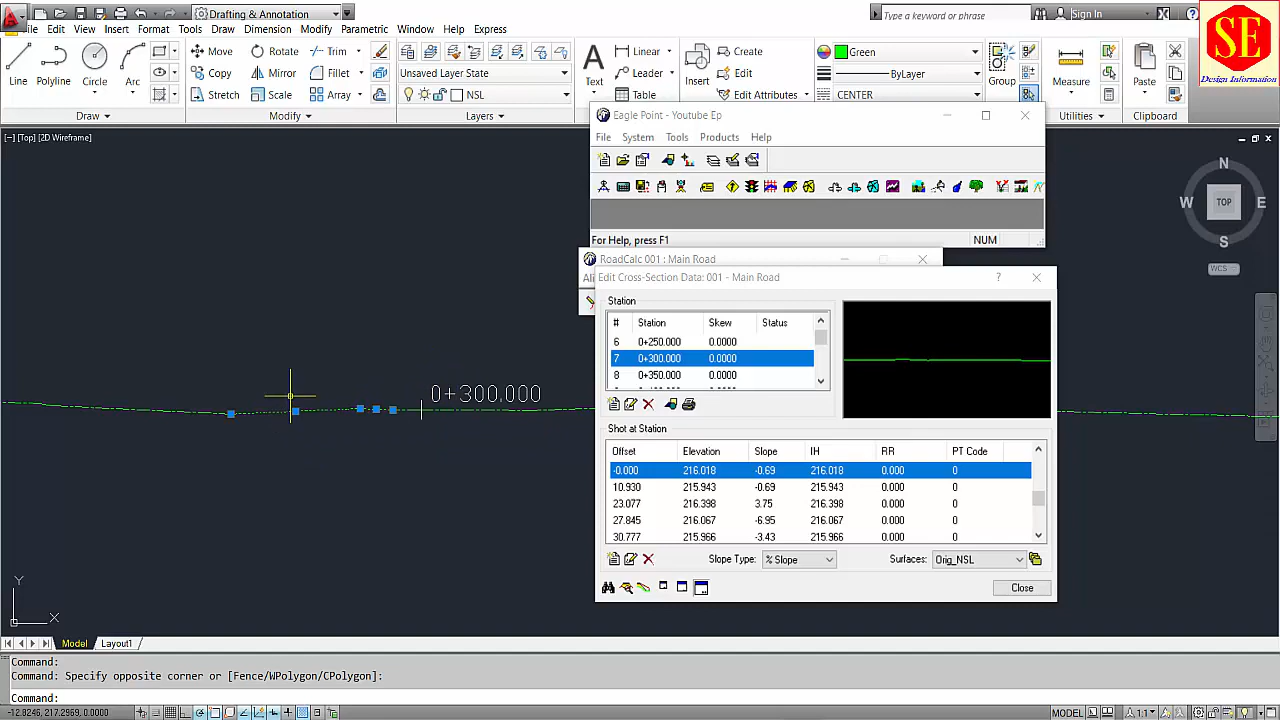 Drafting & Annotation
Type a keyword or phrase
Sign In
SE
Design Information
File Edit View Insert Format Tools Draw Dimension Modify Parametric Window Help Express
Line Polyline Circle Arc
Move Rotate Trim
Copy Mirror Fillet
Stretch Scale Array
Draw Modify
Unsaved Layer State
NSL
Layers
Text
Linear
Leader
Table
Insert
Create
Edit
Edit Attributes
Green
ByLayer
CENTER
Group
Measure
Utilities
Paste
Clipboard
[-] [Top] [2D Wireframe]
Eagle Point - Youtube Ep
File System Tools Products Help
For Help, press F1 NUM
N
W TOP E
S
WCS
RoadCalc 001 : Main Road
Ali
Edit Cross-Section Data: 001 - Main Road
Station
# Station Skew Status
6 0+250.000 0.0000
7 0+300.000 0.0000
8 0+350.000 0.0000
0+300.000
Shot at Station
Offset Elevation Slope IH RR PT Code
-0.000 216.018 -0.69 216.018 0.000 0
10.930 215.943 -0.69 215.943 0.000 0
23.077 216.398 3.75 216.398 0.000 0
27.845 216.067 -6.95 216.067 0.000 0
30.777 215.966 -3.43 215.966 0.000 0
Slope Type: % Slope Surfaces: Orig_NSL
Close
Y
X
Model Layout1
Command:
Command: Specify opposite corner or [Fence/WPolygon/CPolygon]:
Command:
-12.8246, 217.2969, 0.0000 MODEL 1:1